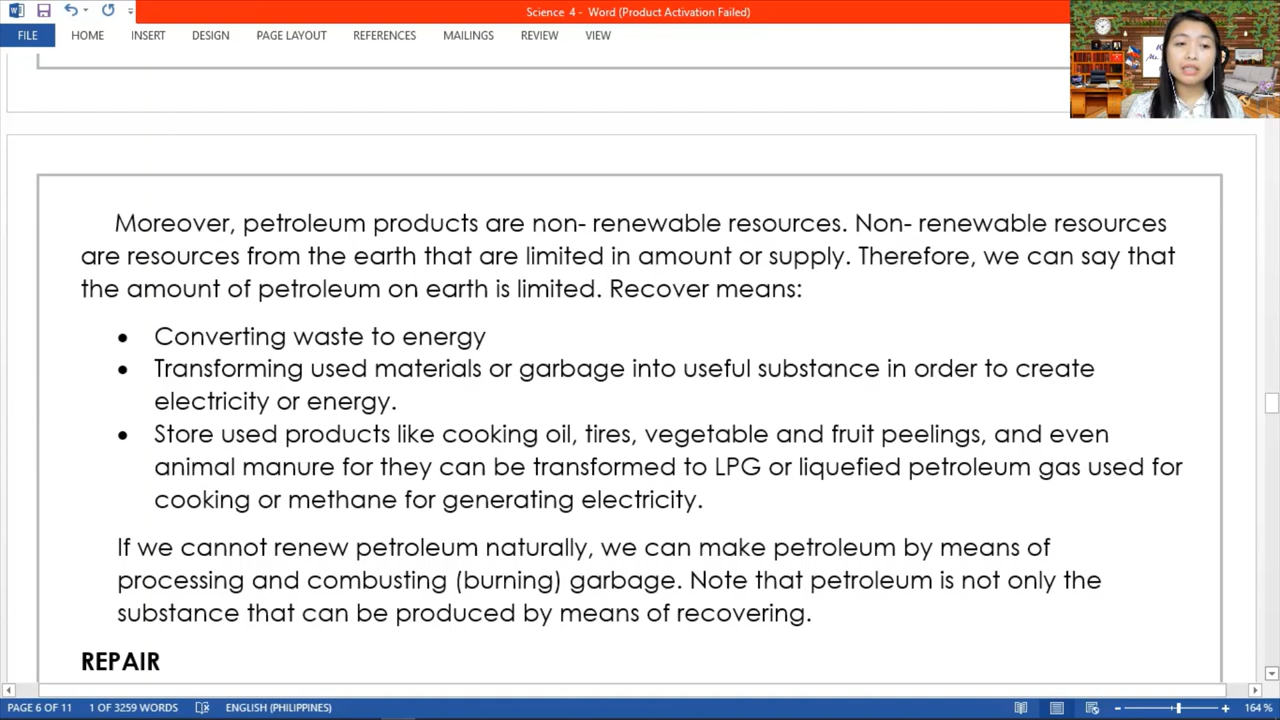 Science 4 - Word (Product Activation Failed)
FILE HOME INSERT DESIGN PAGE LAYOUT REFERENCES MAILINGS REVIEW VIEW
Moreover, petroleum products are non- renewable resources. Non- renewable resources
are resources from the earth that are limited in amount or supply. Therefore, we can say that
the amount of petroleum on earth is limited. Recover means:
• Converting waste to energy
• Transforming used materials or garbage into useful substance in order to create
electricity or energy.
• Store used products like cooking oil, tires, vegetable and fruit peelings, and even
animal manure for they can be transformed to LPG or liquefied petroleum gas used for
cooking or methane for generating electricity.
If we cannot renew petroleum naturally, we can make petroleum by means of
processing and combusting (burning) garbage. Note that petroleum is not only the
substance that can be produced by means of recovering.
REPAIR
PAGE 6 OF 11 1 OF 3259 WORDS ENGLISH (PHILIPPINES) 164 %